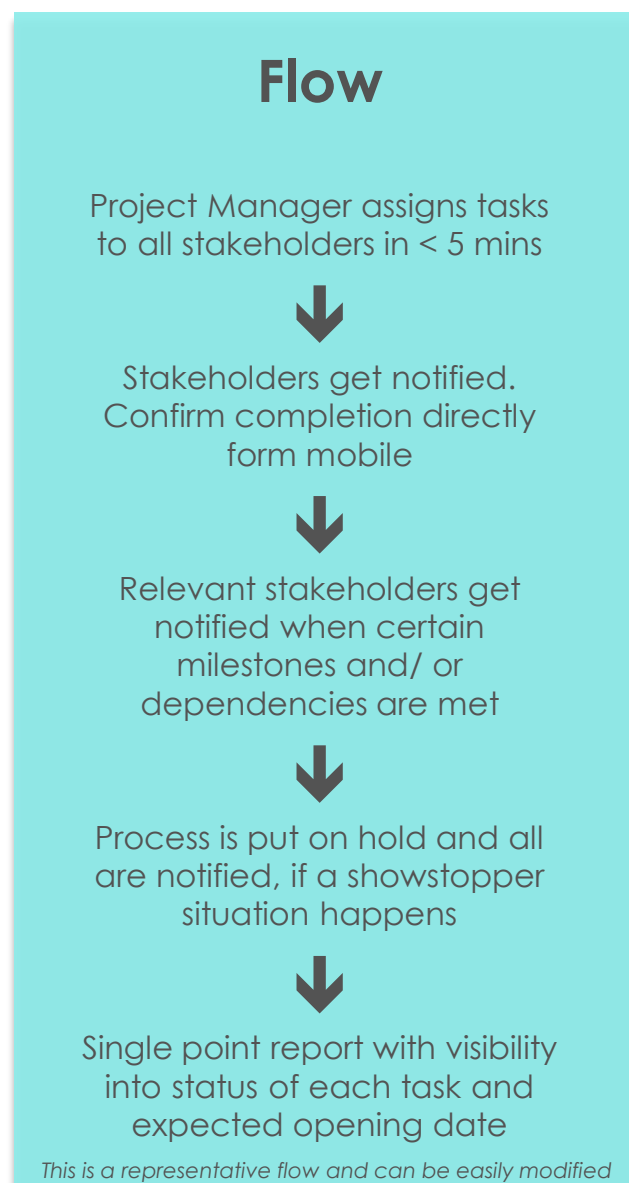 Flow
Project Manager assigns tasks
to all stakeholders in < 5 mins
Stakeholders get notified.
Confirm completion directly
form mobile
Relevant stakeholders get
notified when certain
milestones and/ or
dependencies are met
Process is put on hold and all
are notified, if a showstopper
situation happens
Single point report with visibility
into status of each task and
expected opening date
This is a representative flow and can be easily modified